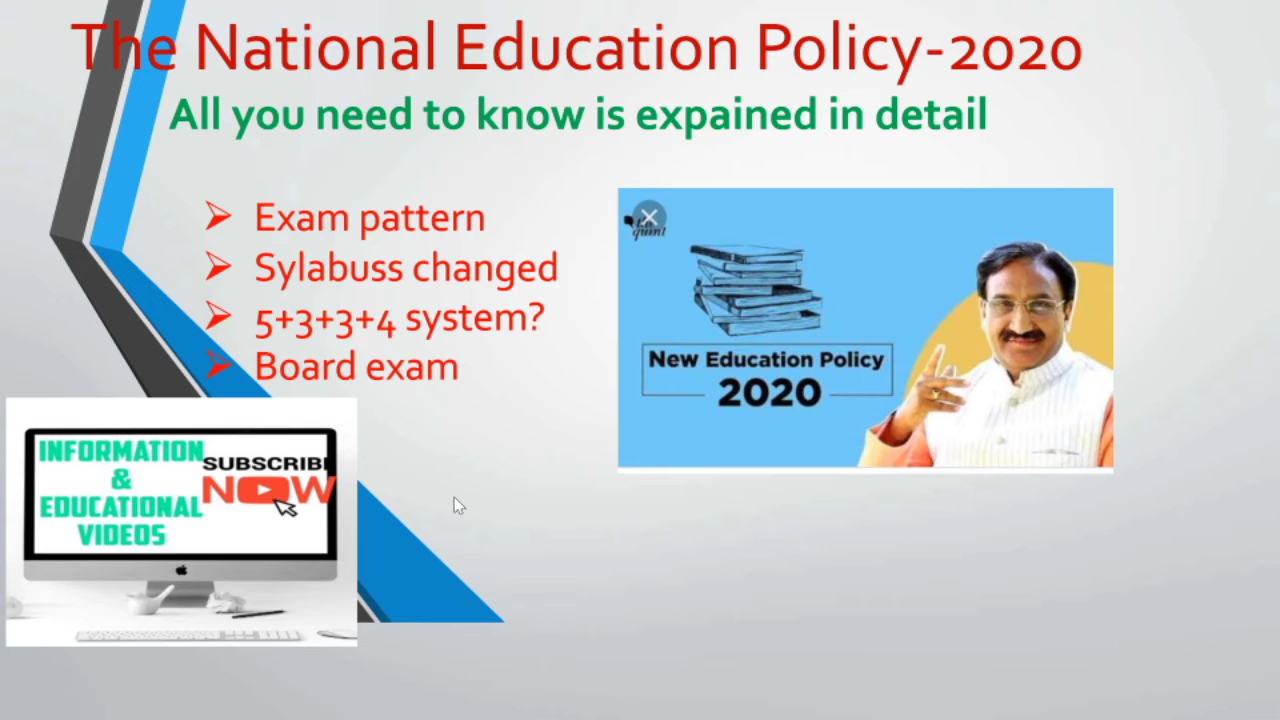 The National Education Policy-2020
All you need to know is expained in detail
Exam pattern
Sylabuss changed
5+3+3+4 system?
Board exam
New Education Policy
2020
INFORMATION
&
EDUCATIONAL
VIDEOS
SUBSCRIBE
NOW